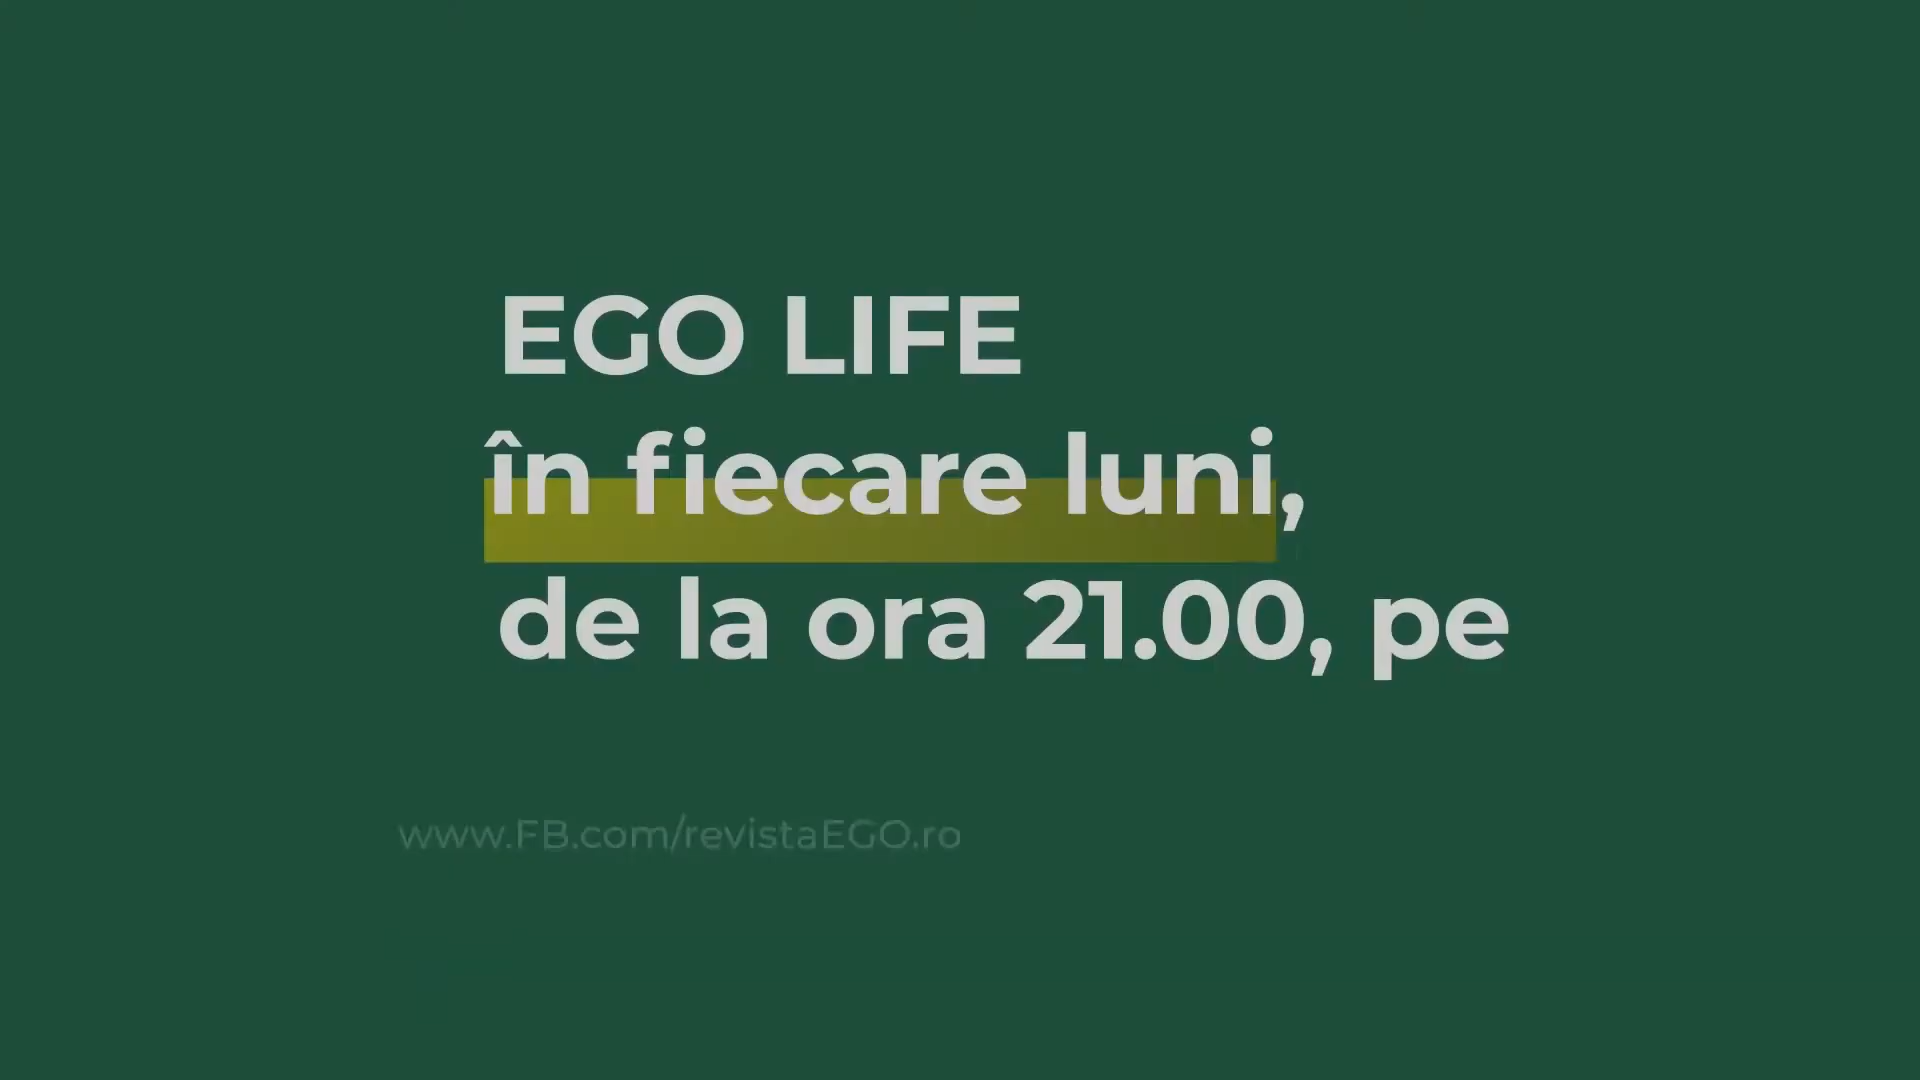 EGO LIFE
în fiecare luni,
de la ora 21.00, pe
www.FB.com/revistaEGO.ro